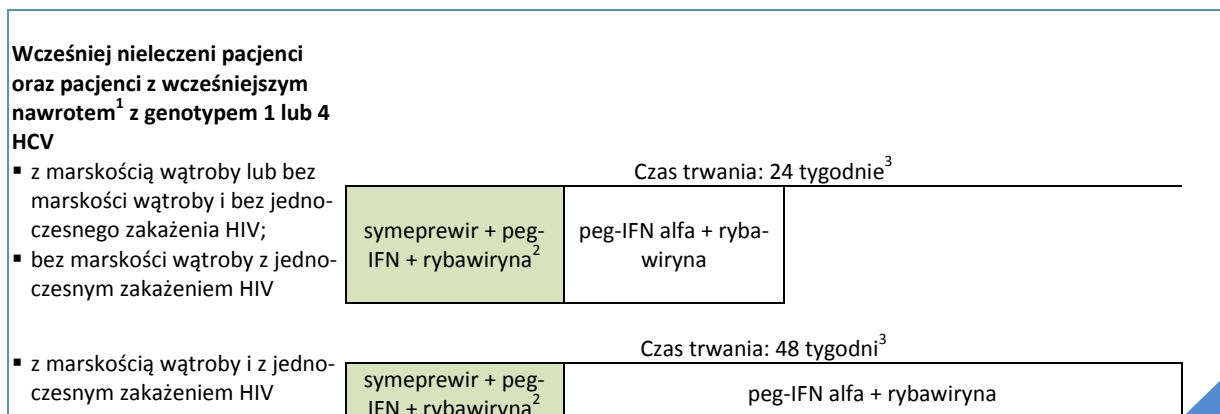 Wcześniej nieleczeni pacjenci
oraz pacjenci z wcześniejszym
nawrotem¹ z genotypem 1 lub 4
HCV
▪ z marskością wątroby lub bez
marskości wątroby i bez jedno-
czesnego zakażenia HIV;
▪ bez marskości wątroby z jedno-
czesnym zakażeniem HIV
Czas trwania: 24 tygodnie³
symeprewir + peg-
IFN + rybawiryna²
peg-IFN alfa + ryba-
wiryna
▪ z marskością wątroby i z jedno-
czesnym zakażeniem HIV
Czas trwania: 48 tygodni³
symeprewir + peg-
IFN + rybawiryna²
peg-IFN alfa + rybawiryna